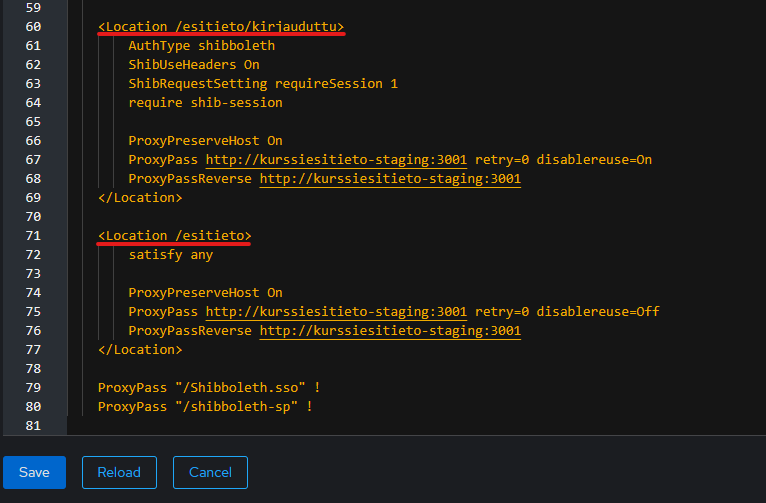 59
60 <Location /esitieto/kirjauduttu>
61 AuthType shibboleth
62 ShibUseHeaders On
63 ShibRequestSetting requireSession 1
64 require shib-session
65
66 ProxyPreserveHost On
67 ProxyPass http://kurssiesitieto-staging:3001 retry=0 disablereuse=On
68 ProxyPassReverse http://kurssiesitieto-staging:3001
69 </Location>
70
71 <Location /esitieto>
72 satisfy any
73
74 ProxyPreserveHost On
75 ProxyPass http://kurssiesitieto-staging:3001 retry=0 disablereuse=Off
76 ProxyPassReverse http://kurssiesitieto-staging:3001
77 </Location>
78
79 ProxyPass "/Shibboleth.sso" !
80 ProxyPass "/shibboleth-sp" !
81
Save Reload Cancel